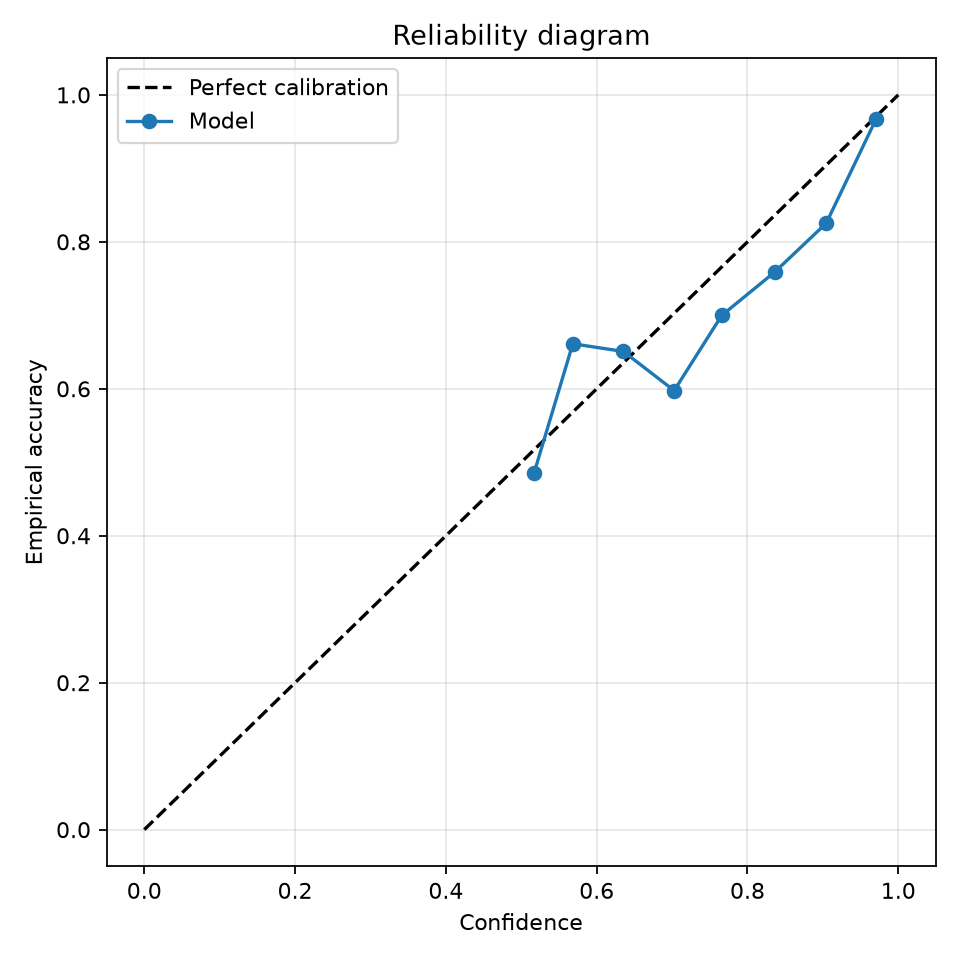 Reliability diagram
Perfect calibration
Model
1.0
0.8
0.6
0.4
0.2
0.0
Empirical accuracy
0.0 0.2 0.4 0.6 0.8 1.0
Confidence